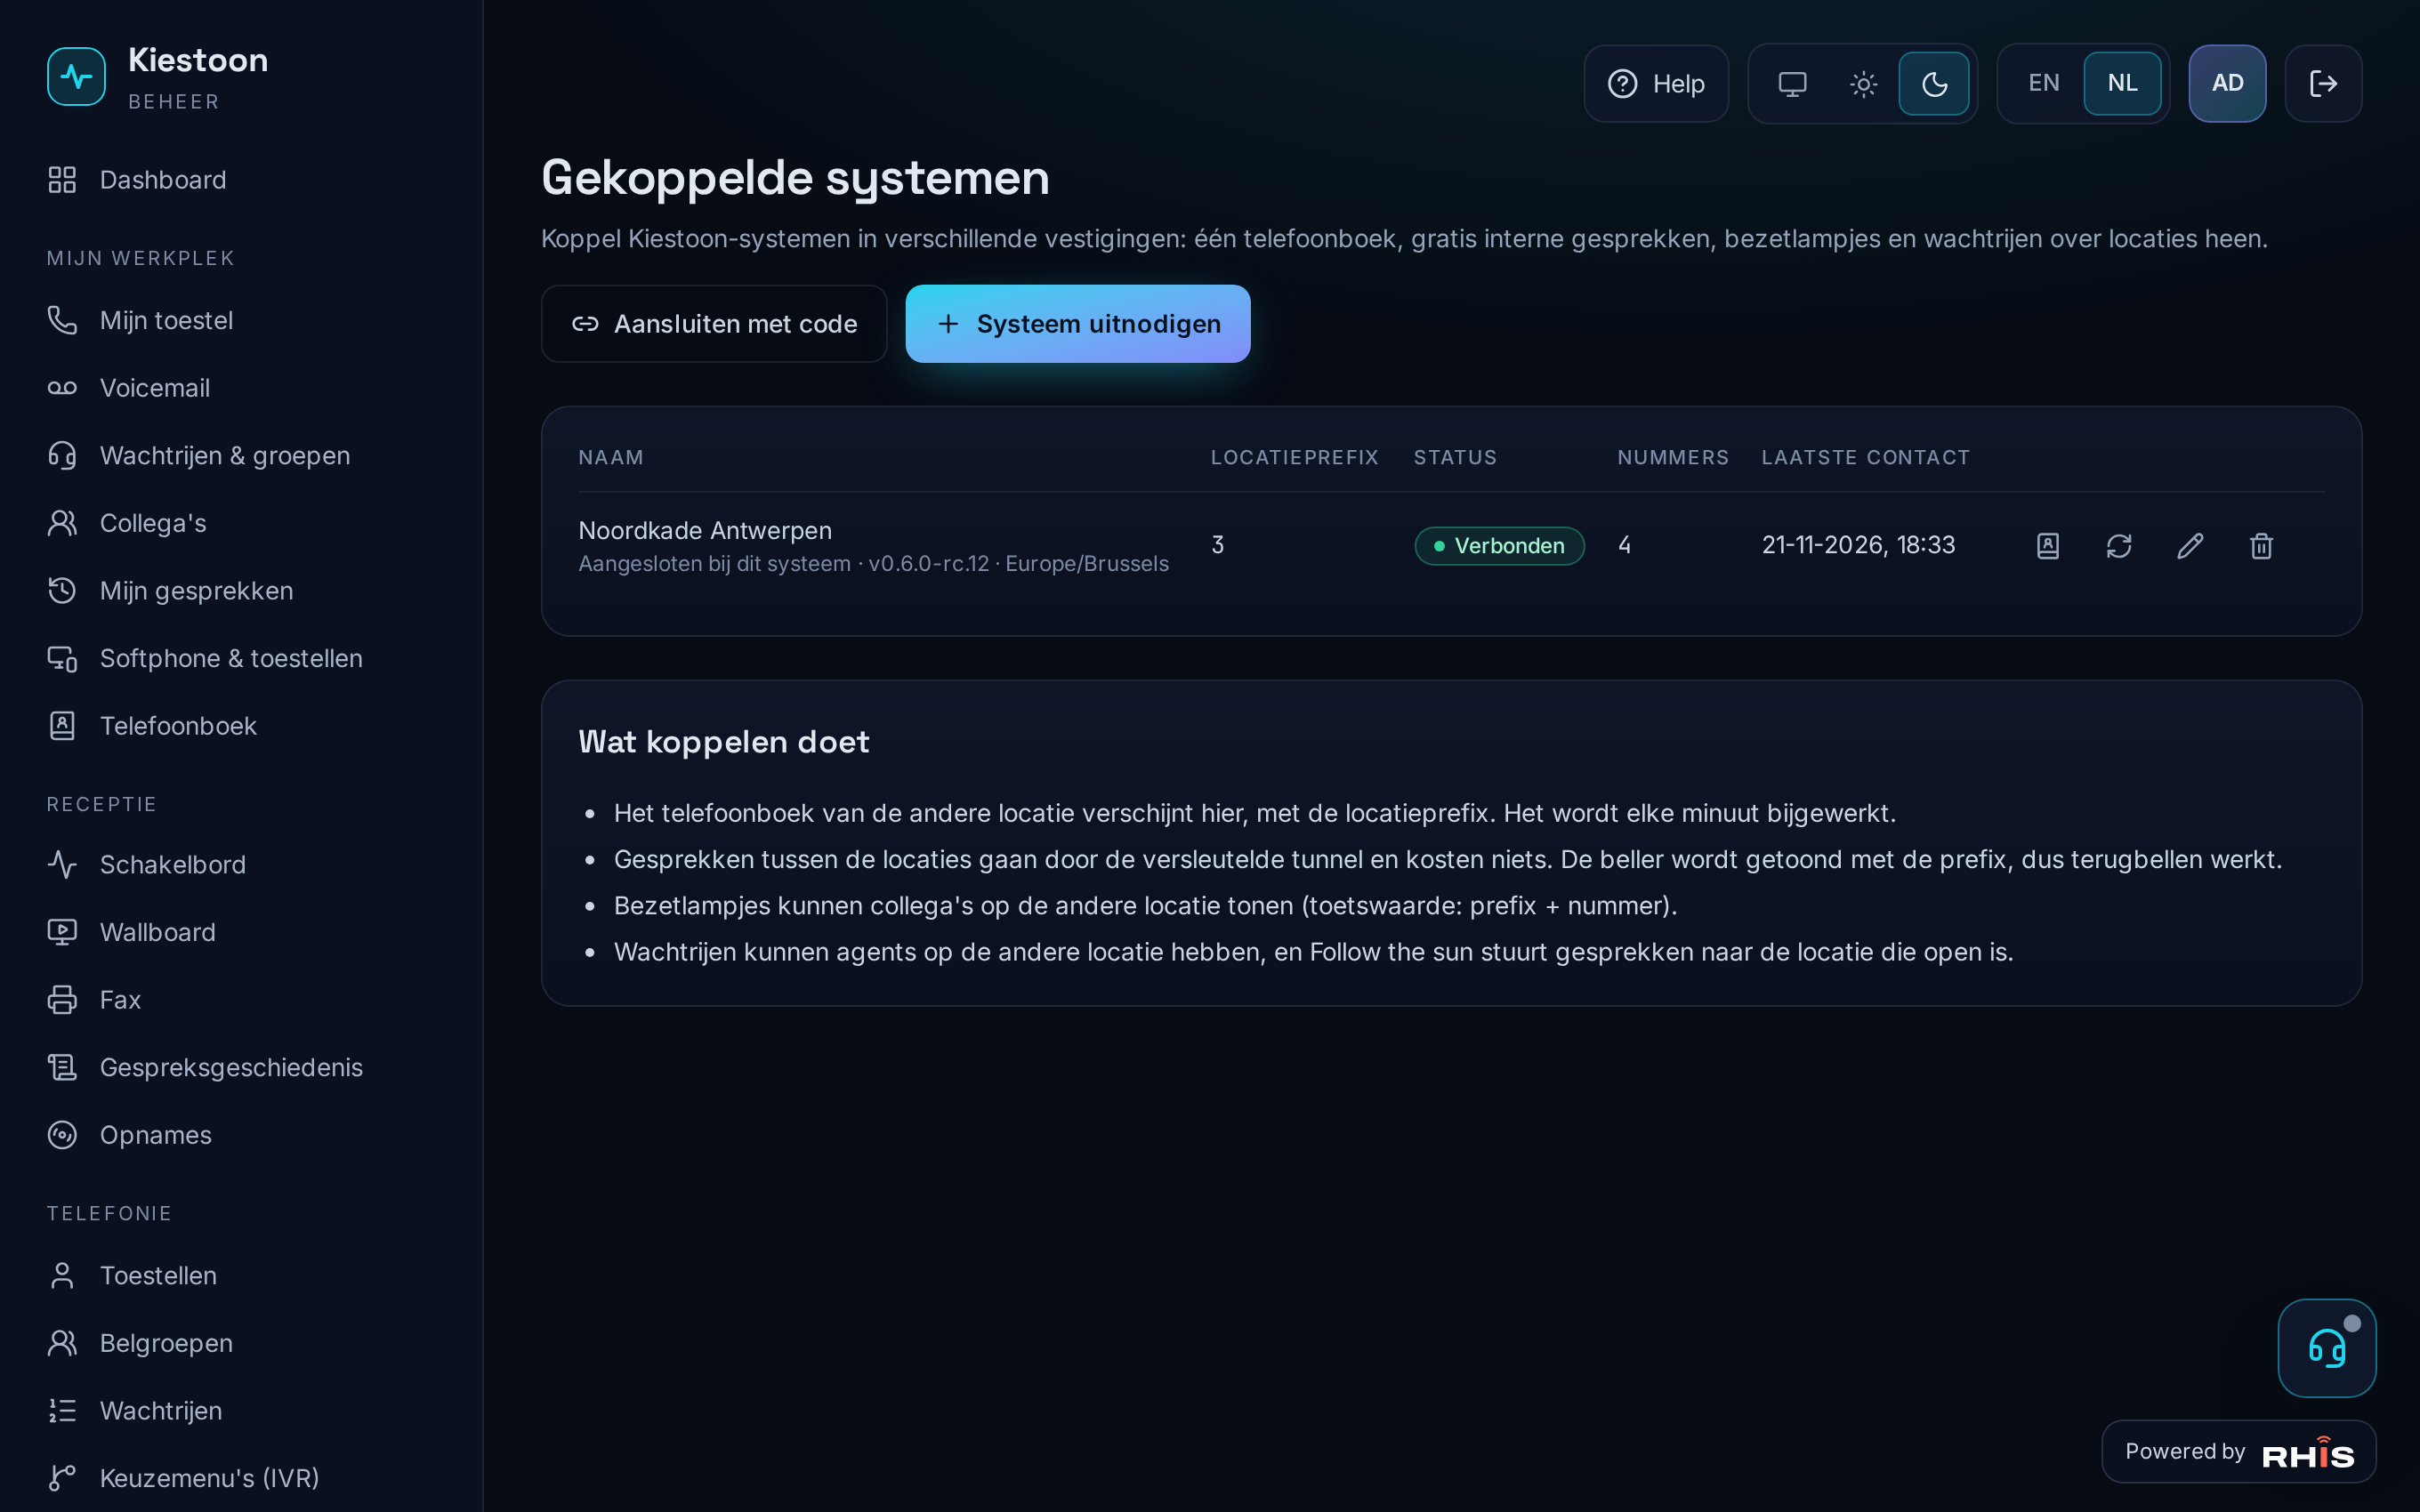 Kiestoon
BEHEER
Dashboard
MIJN WERKPLEK
Mijn toestel
Voicemail
Wachtrijen & groepen
Collega's
Mijn gesprekken
Softphone & toestellen
Telefoonboek
RECEPTIE
Schakelbord
Wallboard
Fax
Gespreksgeschiedenis
Opnames
TELEFONIE
Toestellen
Belgroepen
Wachtrijen
Keuzemenu's (IVR)
Help
EN
NL
AD
Gekoppelde systemen
Koppel Kiestoon-systemen in verschillende vestigingen: één telefoonboek, gratis interne gesprekken, bezetlampjes en wachtrijen over locaties heen.
Aansluiten met code
Systeem uitnodigen
NAAM LOCATIEPREFIX STATUS NUMMERS LAATSTE CONTACT
Noordkade Antwerpen 3 Verbonden 4 21-11-2026, 18:33
Aangesloten bij dit systeem · v0.6.0-rc.12 · Europe/Brussels
Wat koppelen doet
Het telefoonboek van de andere locatie verschijnt hier, met de locatieprefix. Het wordt elke minuut bijgewerkt.
Gesprekken tussen de locaties gaan door de versleutelde tunnel en kosten niets. De beller wordt getoond met de prefix, dus terugbellen werkt.
Bezetlampjes kunnen collega's op de andere locatie tonen (toetswaarde: prefix + nummer).
Wachtrijen kunnen agents op de andere locatie hebben, en Follow the sun stuurt gesprekken naar de locatie die open is.
Powered by RHIS